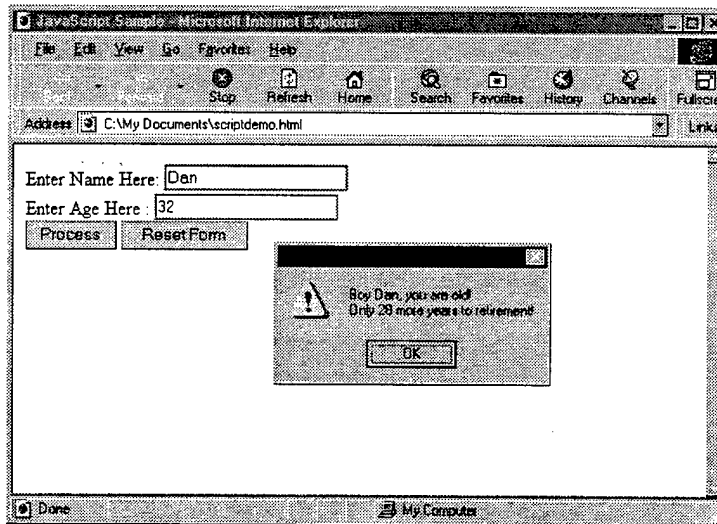 JavaScript Sample - Microsoft Internet Explorer
File Edit View Go Favorites Help
Stop Refresh Home Search Favorites History Channels Fullscre
Address C:\My Documents\scriptdemo.html Links
Enter Name Here: Dan
Enter Age Here : 32
Process Reset Form
Boy Dan, you are old!
Only 28 more years to retirement!
OK
Done My Computer